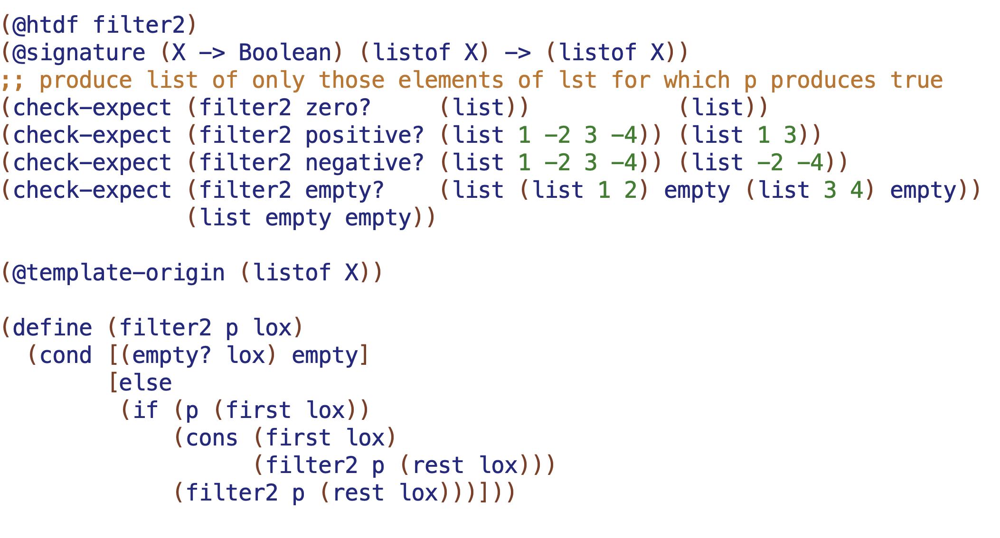 (@htdf filter2)
(@signature (X -> Boolean) (listof X) -> (listof X))
;; produce list of only those elements of lst for which p produces true
(check-expect (filter2 zero?     (list))            (list))
(check-expect (filter2 positive? (list 1 -2 3 -4)) (list 1 3))
(check-expect (filter2 negative? (list 1 -2 3 -4)) (list -2 -4))
(check-expect (filter2 empty?    (list (list 1 2) empty (list 3 4) empty))
              (list empty empty))

(@template-origin (listof X))

(define (filter2 p lox)
  (cond [(empty? lox) empty]
        [else
         (if (p (first lox))
             (cons (first lox)
                   (filter2 p (rest lox)))
             (filter2 p (rest lox)))]))